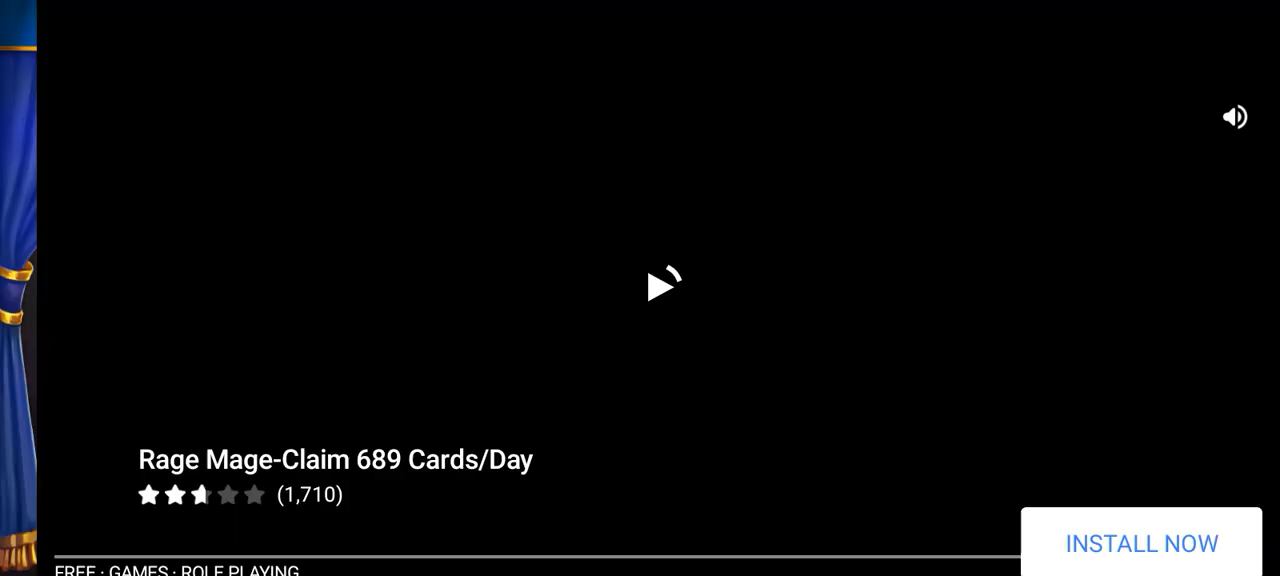 Rage Mage-Claim 689 Cards/Day
(1,710)
INSTALL NOW
FREE · GAMES · ROLE PLAYING